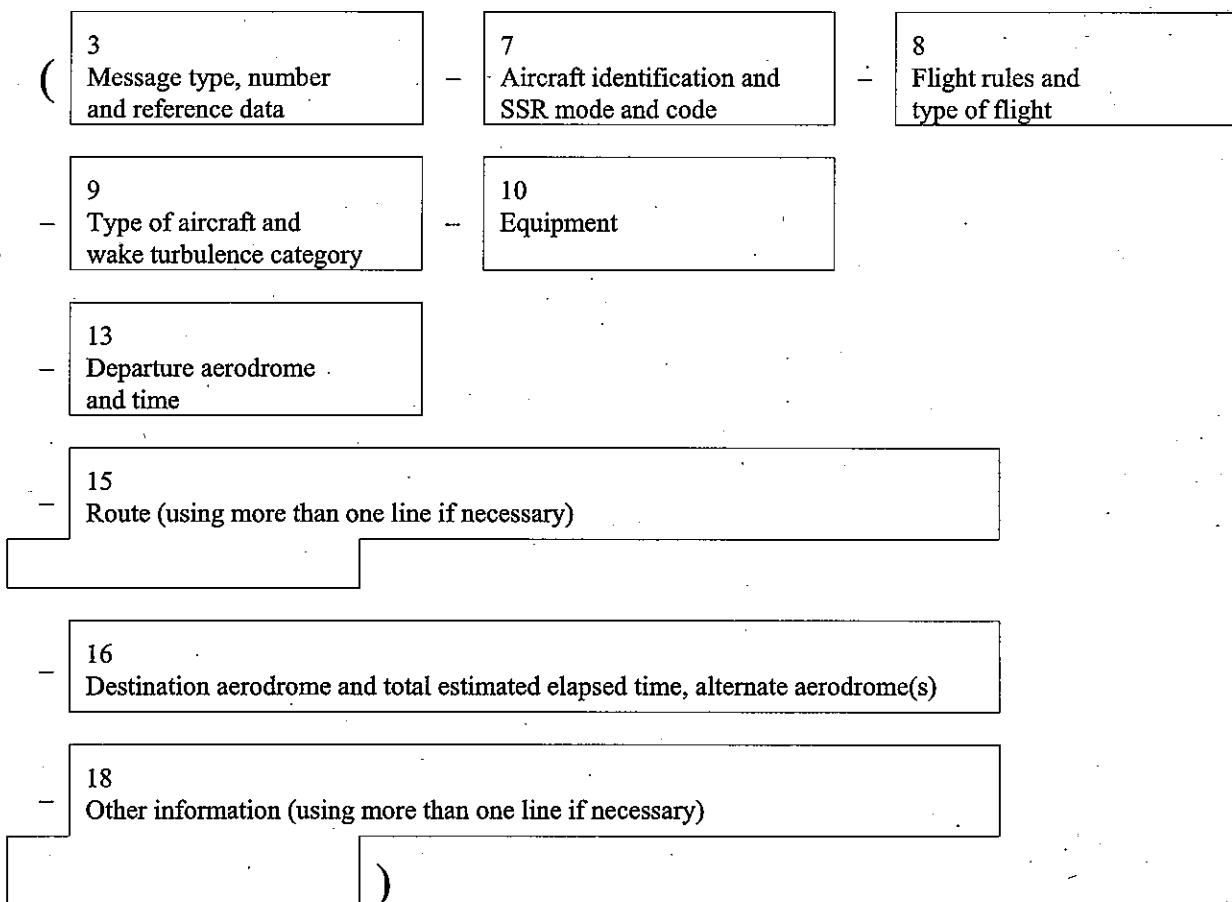 3
Message type, number
and reference data
(
–
7
Aircraft identification and
SSR mode and code
–
8
Flight rules and
type of flight
–
9
Type of aircraft and
wake turbulence category
–
10
Equipment
–
13
Departure aerodrome
and time
–
15
Route (using more than one line if necessary)
–
16
Destination aerodrome and total estimated elapsed time, alternate aerodrome(s)
–
18
Other information (using more than one line if necessary)
)